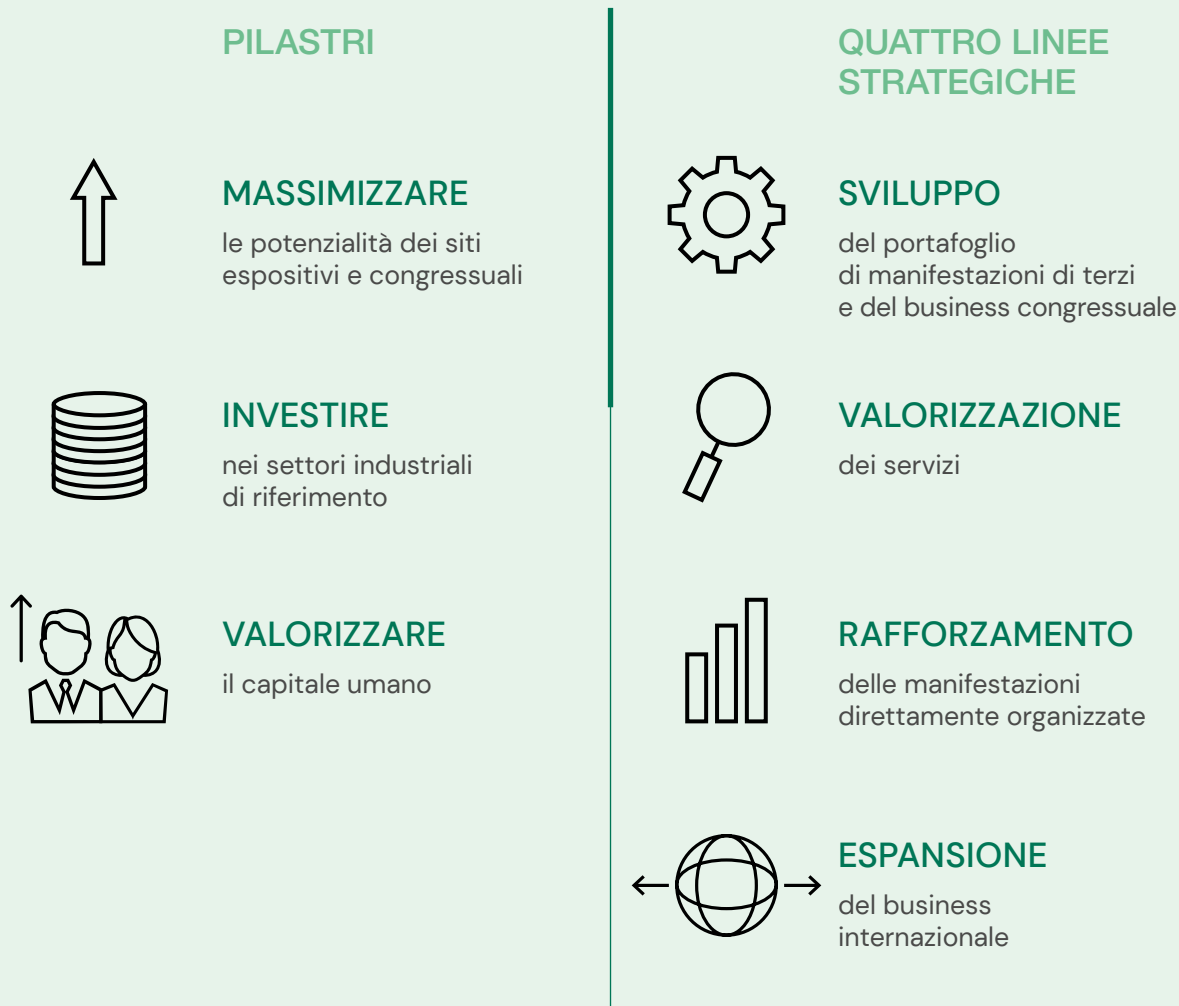 PILASTRI
MASSIMIZZARE
le potenzialità dei siti
espositivi e congressuali
INVESTIRE
nei settori industriali
di riferimento
VALORIZZARE
il capitale umano
QUATTRO LINEE
STRATEGICHE
SVILUPPO
del portafoglio
di manifestazioni di terzi
e del business congressuale
VALORIZZAZIONE
dei servizi
RAFFORZAMENTO
delle manifestazioni
direttamente organizzate
ESPANSIONE
del business
internazionale